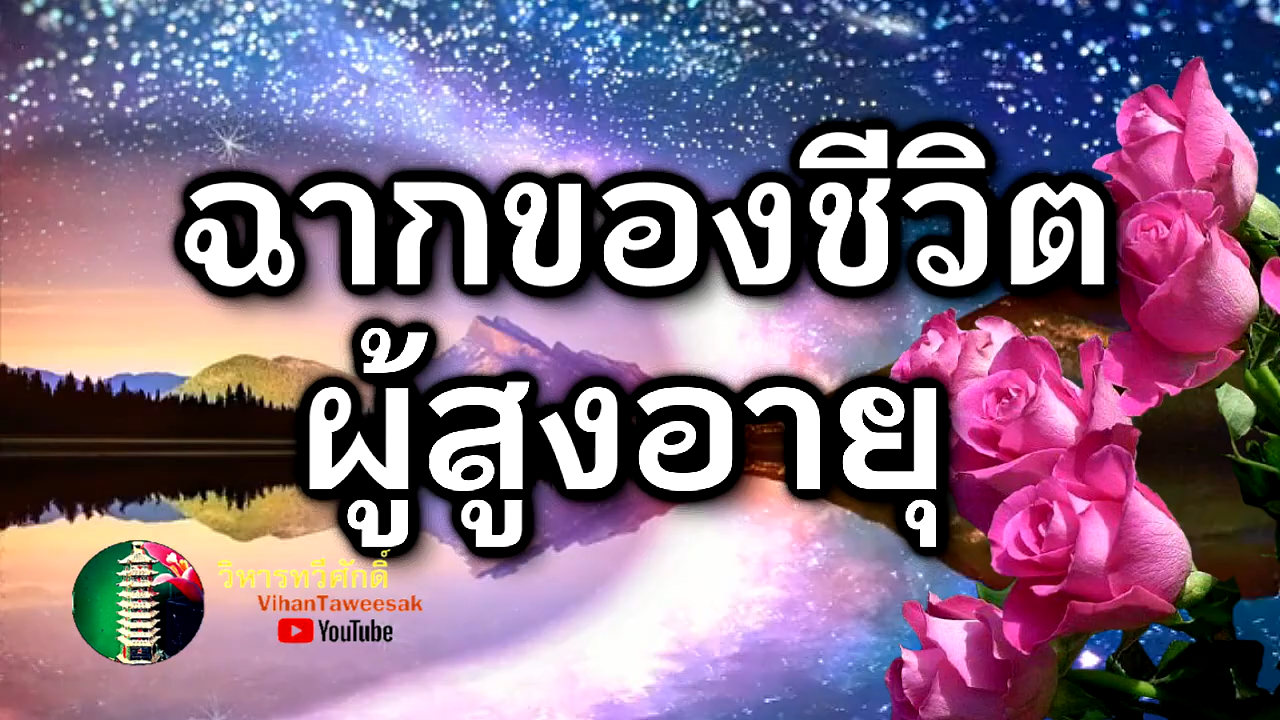 ฉากของชีวิต
ผู้สูงอายุ
วิหารทวีศักดิ์
VihanTaweesak
YouTube